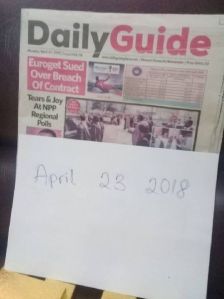 DailyGuide
Euroget Sued
Over Breach
Of Contract
Tears & Joy
At NPP
Regional
Polls
April 23 2018